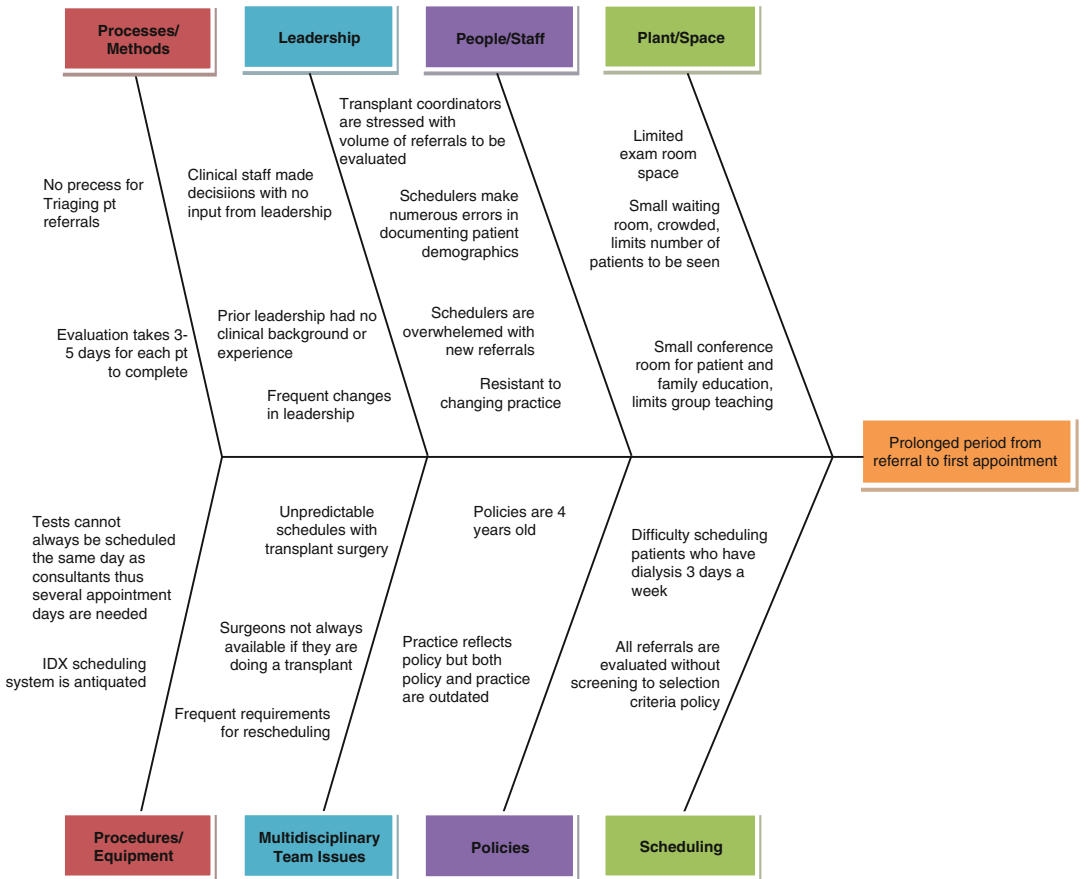 Processes/
Methods
Leadership
People/Staff
Plant/Space
No precess for
Triaging pt
referrals
Evaluation takes 3-
5 days for each pt
to complete
Clinical staff made
decisiions with no
input from leadership
Prior leadership had no
clinical background or
experience
Frequent changes
in leadership
Transplant coordinators
are stressed with
volume of referrals to be
evaluated
Schedulers make
numerous errors in
documenting patient
demographics
Schedulers are
overwhelemed with
new referrals
Resistant to
changing practice
Limited
exam room
space
Small waiting
room, crowded,
limits number of
patients to be seen
Small conference
room for patient and
family education,
limits group teaching
Prolonged period from
referral to first appointment
Tests cannot
always be scheduled
the same day as
consultants thus
several appointment
days are needed
IDX scheduling
system is antiquated
Unpredictable
schedules with
transplant surgery
Surgeons not always
available if they are
doing a transplant
Frequent requirements
for rescheduling
Policies are 4
years old
Practice reflects
policy but both
policy and practice
are outdated
Difficulty scheduling
patients who have
dialysis 3 days a
week
All referrals are
evaluated without
screening to selection
criteria policy
Procedures/
Equipment
Multidisciplinary
Team Issues
Policies
Scheduling